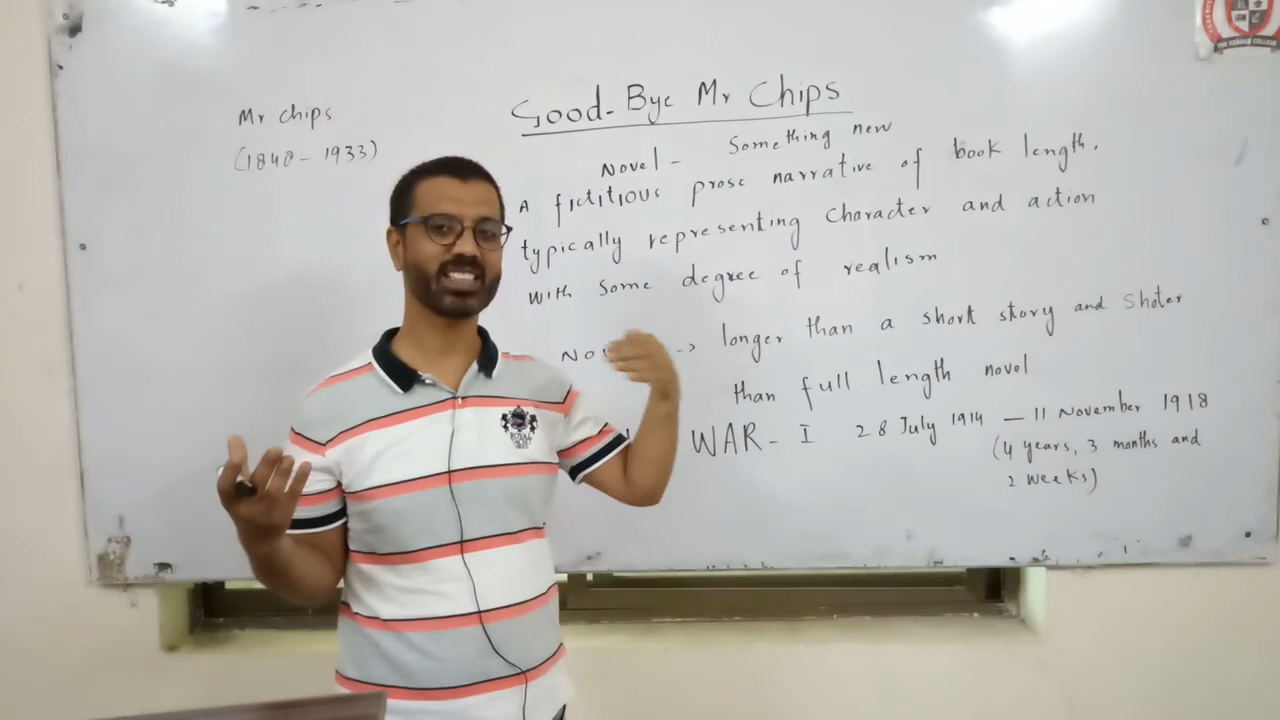 Good-Bye Mr Chips
Mr Chips
(1848 - 1933)
Novel - Something new
A fictitious prose narrative of book length.
typically representing Character and action
with some degree of realism
Nov -> longer than a short story and Shoter
than full length novel
WAR - I 28 July 1914 - 11 November 1918
(4 years, 3 months and
2 weeks)
ROYAL